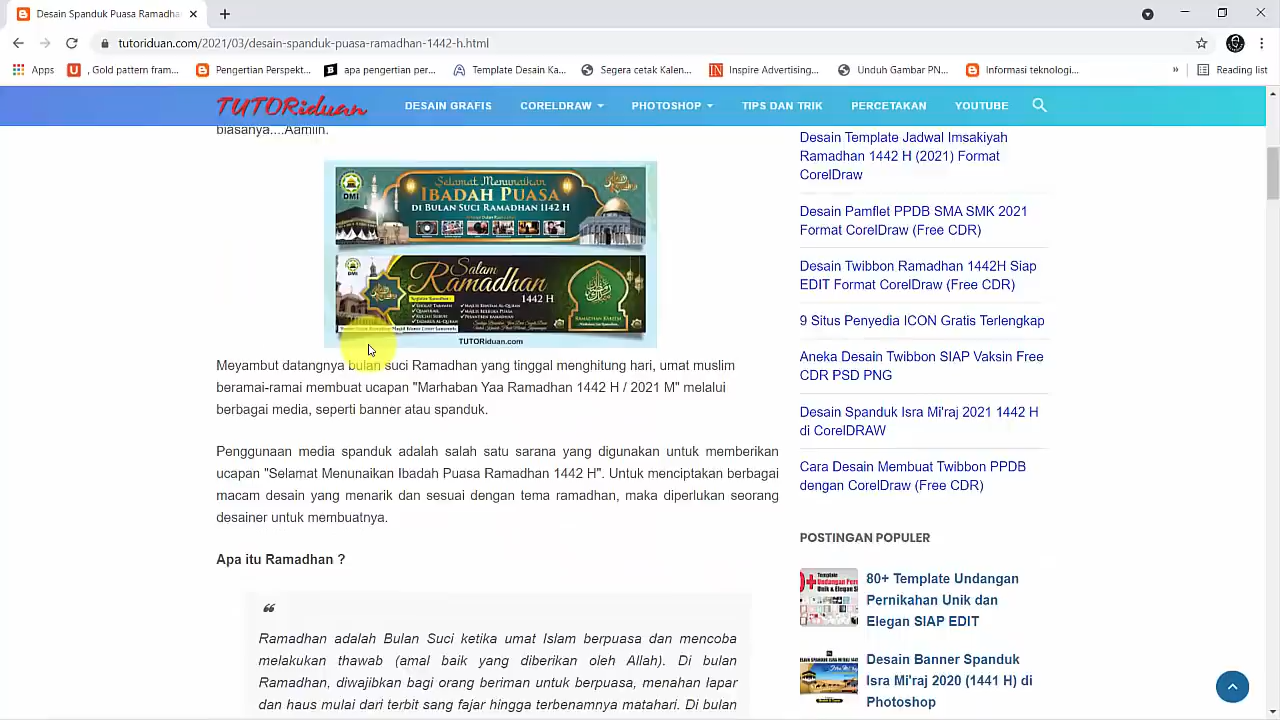 Desain Spanduk Puasa Ramadha
tutoriduan.com/2021/03/desain-spanduk-puasa-ramadhan-1442-h.html
Apps
, Gold pattern fram...
Pengertian Perspekt...
apa pengertian per...
Template Desain Ka...
Segera cetak Kalen...
Inspire Advertising...
Unduh Gambar PN...
Informasi teknologi...
»
Reading list
TUTORiduan
DESAIN GRAFIS
CORELDRAW
PHOTOSHOP
TIPS DAN TRIK
PERCETAKAN
YOUTUBE
biasanya....Aamiin.
DMI
Selamat Menunaikan
IBADAH PUASA
DI BULAN SUCI RAMADHAN 1142 H
DMI
Salam
Ramadhan
1442 H
RAMADHAN KAREEM
TUTORiduan.com
Meyambut datangnya bulan suci Ramadhan yang tinggal menghitung hari, umat muslim
beramai-ramai membuat ucapan "Marhaban Yaa Ramadhan 1442 H / 2021 M" melalui
berbagai media, seperti banner atau spanduk.
Penggunaan media spanduk adalah salah satu sarana yang digunakan untuk memberikan
ucapan "Selamat Menunaikan Ibadah Puasa Ramadhan 1442 H". Untuk menciptakan berbagai
macam desain yang menarik dan sesuai dengan tema ramadhan, maka diperlukan seorang
desainer untuk membuatnya.
Apa itu Ramadhan ?
Ramadhan adalah Bulan Suci ketika umat Islam berpuasa dan mencoba
melakukan thawab (amal baik yang diberikan oleh Allah). Di bulan
Ramadhan, diwajibkan bagi orang beriman untuk berpuasa, menahan lapar
dan haus mulai dari terbit sang fajar hingga terbenamnya matahari. Di bulan
Desain Template Jadwal Imsakiyah
Ramadhan 1442 H (2021) Format
CorelDraw
Desain Pamflet PPDB SMA SMK 2021
Format CorelDraw (Free CDR)
Desain Twibbon Ramadhan 1442H Siap
EDIT Format CorelDraw (Free CDR)
9 Situs Penyedia ICON Gratis Terlengkap
Aneka Desain Twibbon SIAP Vaksin Free
CDR PSD PNG
Desain Spanduk Isra Mi'raj 2021 1442 H
di CorelDRAW
Cara Desain Membuat Twibbon PPDB
dengan CorelDraw (Free CDR)
POSTINGAN POPULER
80+ Template Undangan
Pernikahan Unik dan
Elegan SIAP EDIT
Desain Banner Spanduk
Isra Mi'raj 2020 (1441 H) di
Photoshop